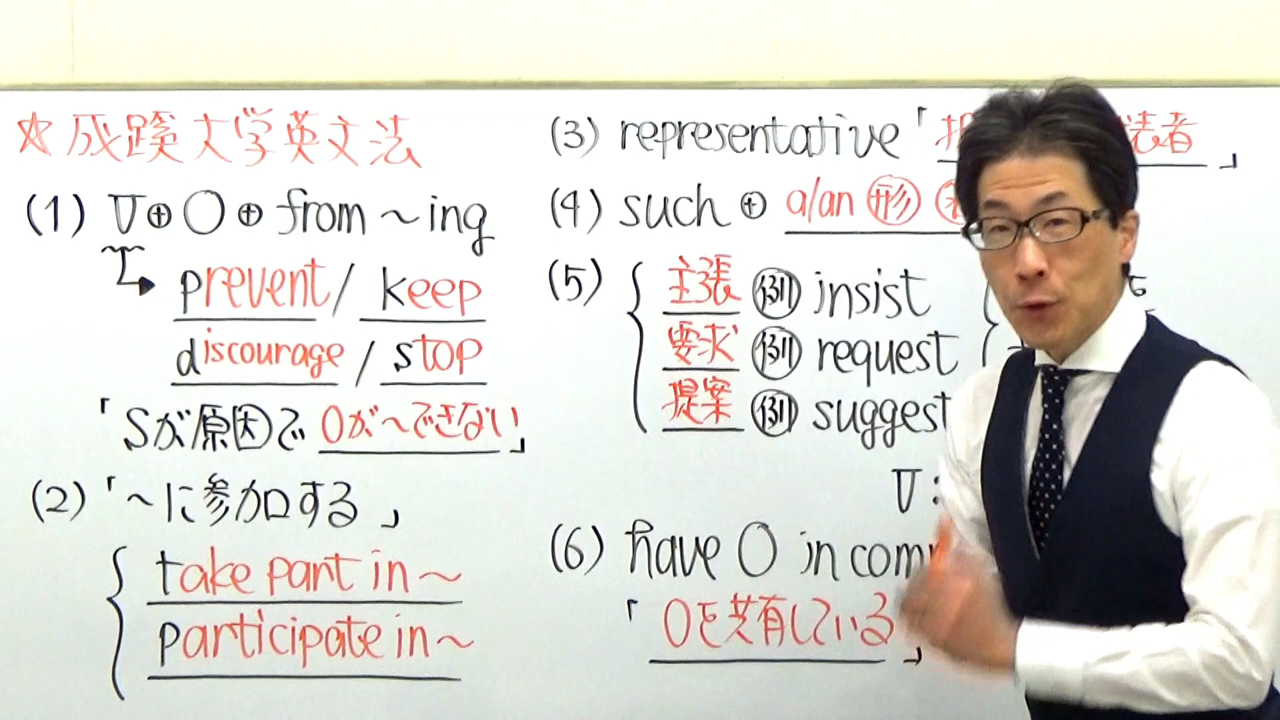 ☆成蹊大学英文法
(1) V⊕O⊕from ～ing
prevent / keep
discourage / stop
「Sが原因でOが～できない」
(2)「～に参加する」
take part in ～
participate in ～
(3) representative「担 者」
(4) such ⊕ a/an 形
(5) 主張 例 insist
要求 例 request
提案 例 suggest
V:
(6) have O in com
「Oを共有している」